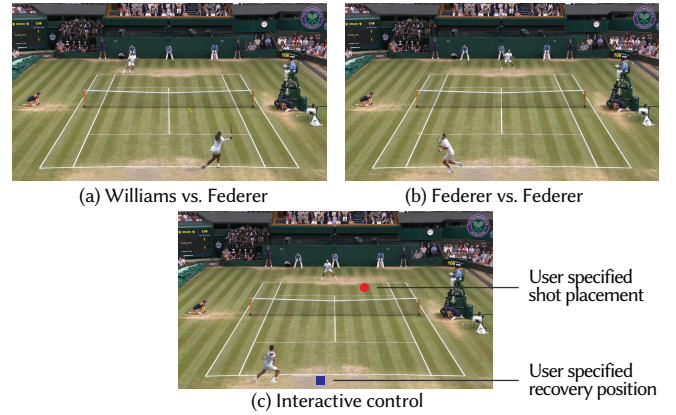 (a) Williams vs. Federer
(b) Federer vs. Federer
User specified
shot placement
User specified
recovery position
(c) Interactive control